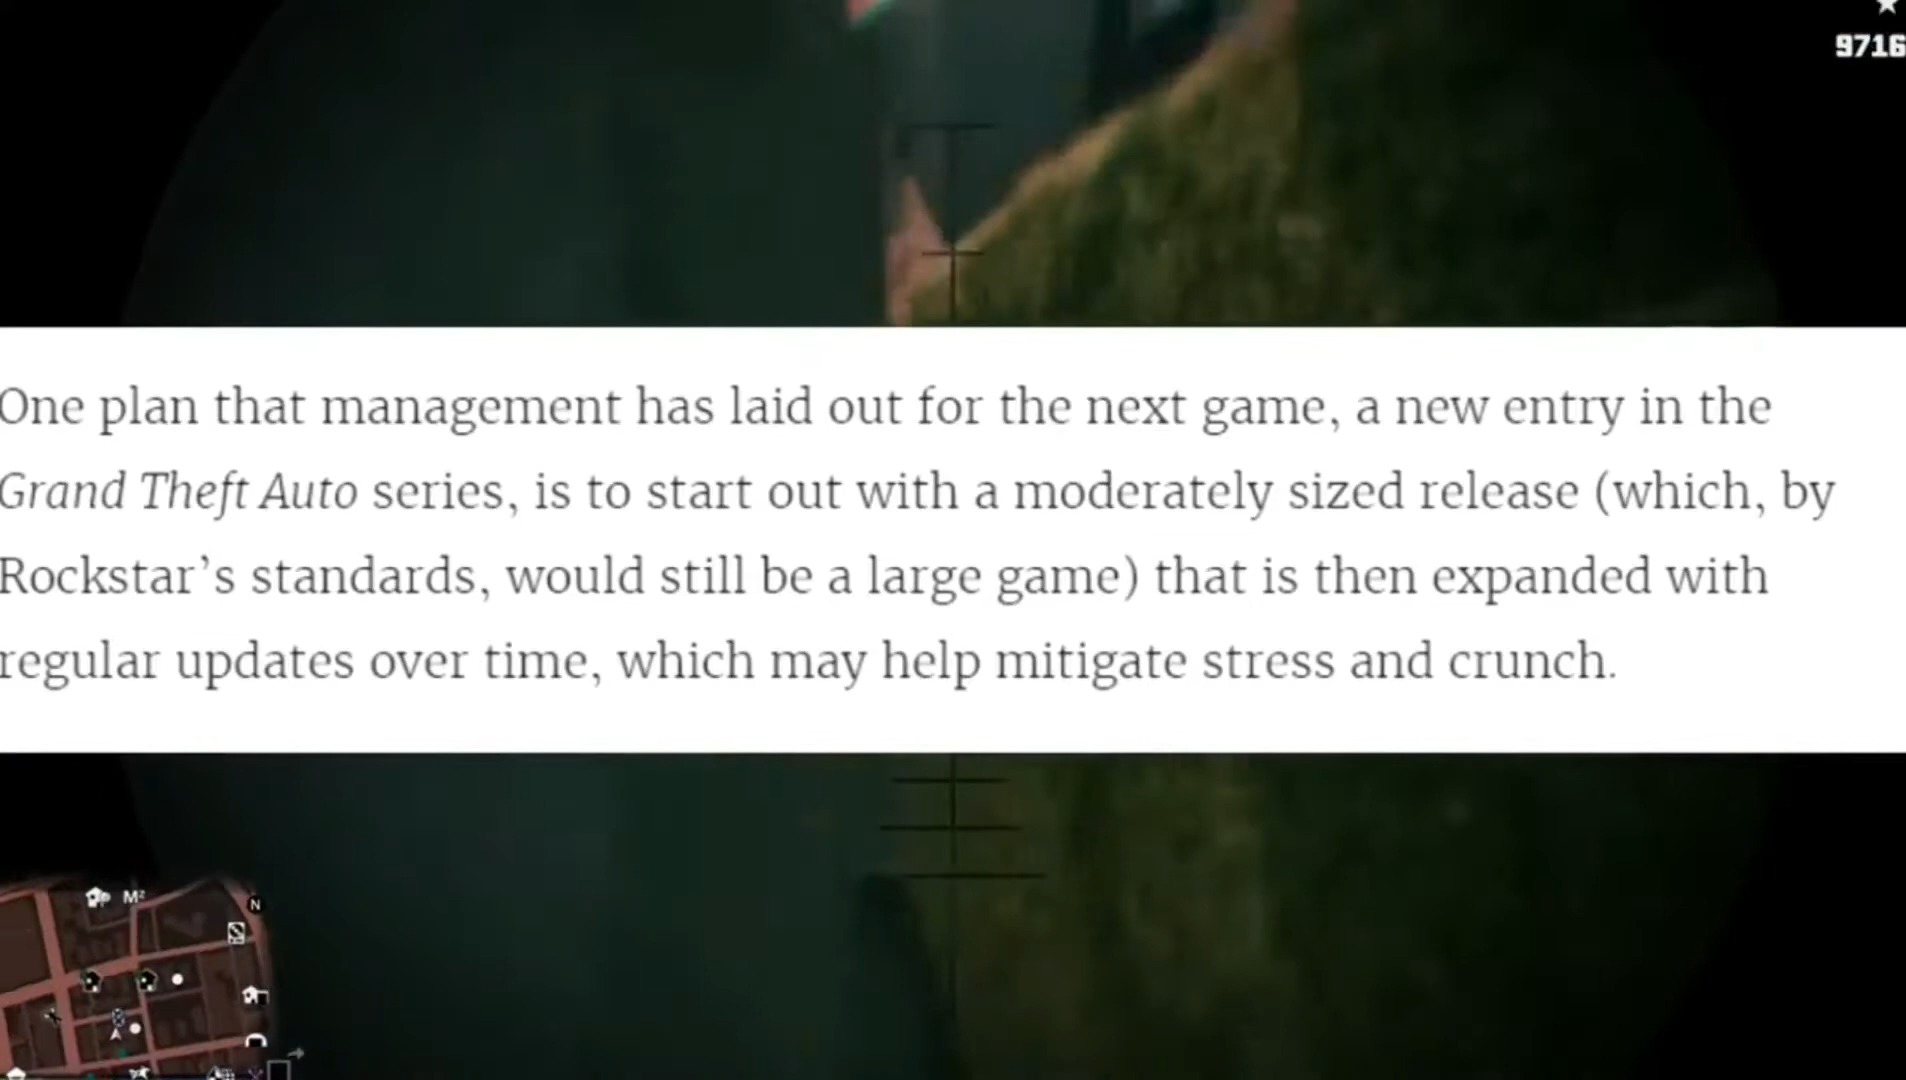 9716
One plan that management has laid out for the next game, a new entry in the
Grand Theft Auto series, is to start out with a moderately sized release (which, by
Rockstar’s standards, would still be a large game) that is then expanded with
regular updates over time, which may help mitigate stress and crunch.
M²
N